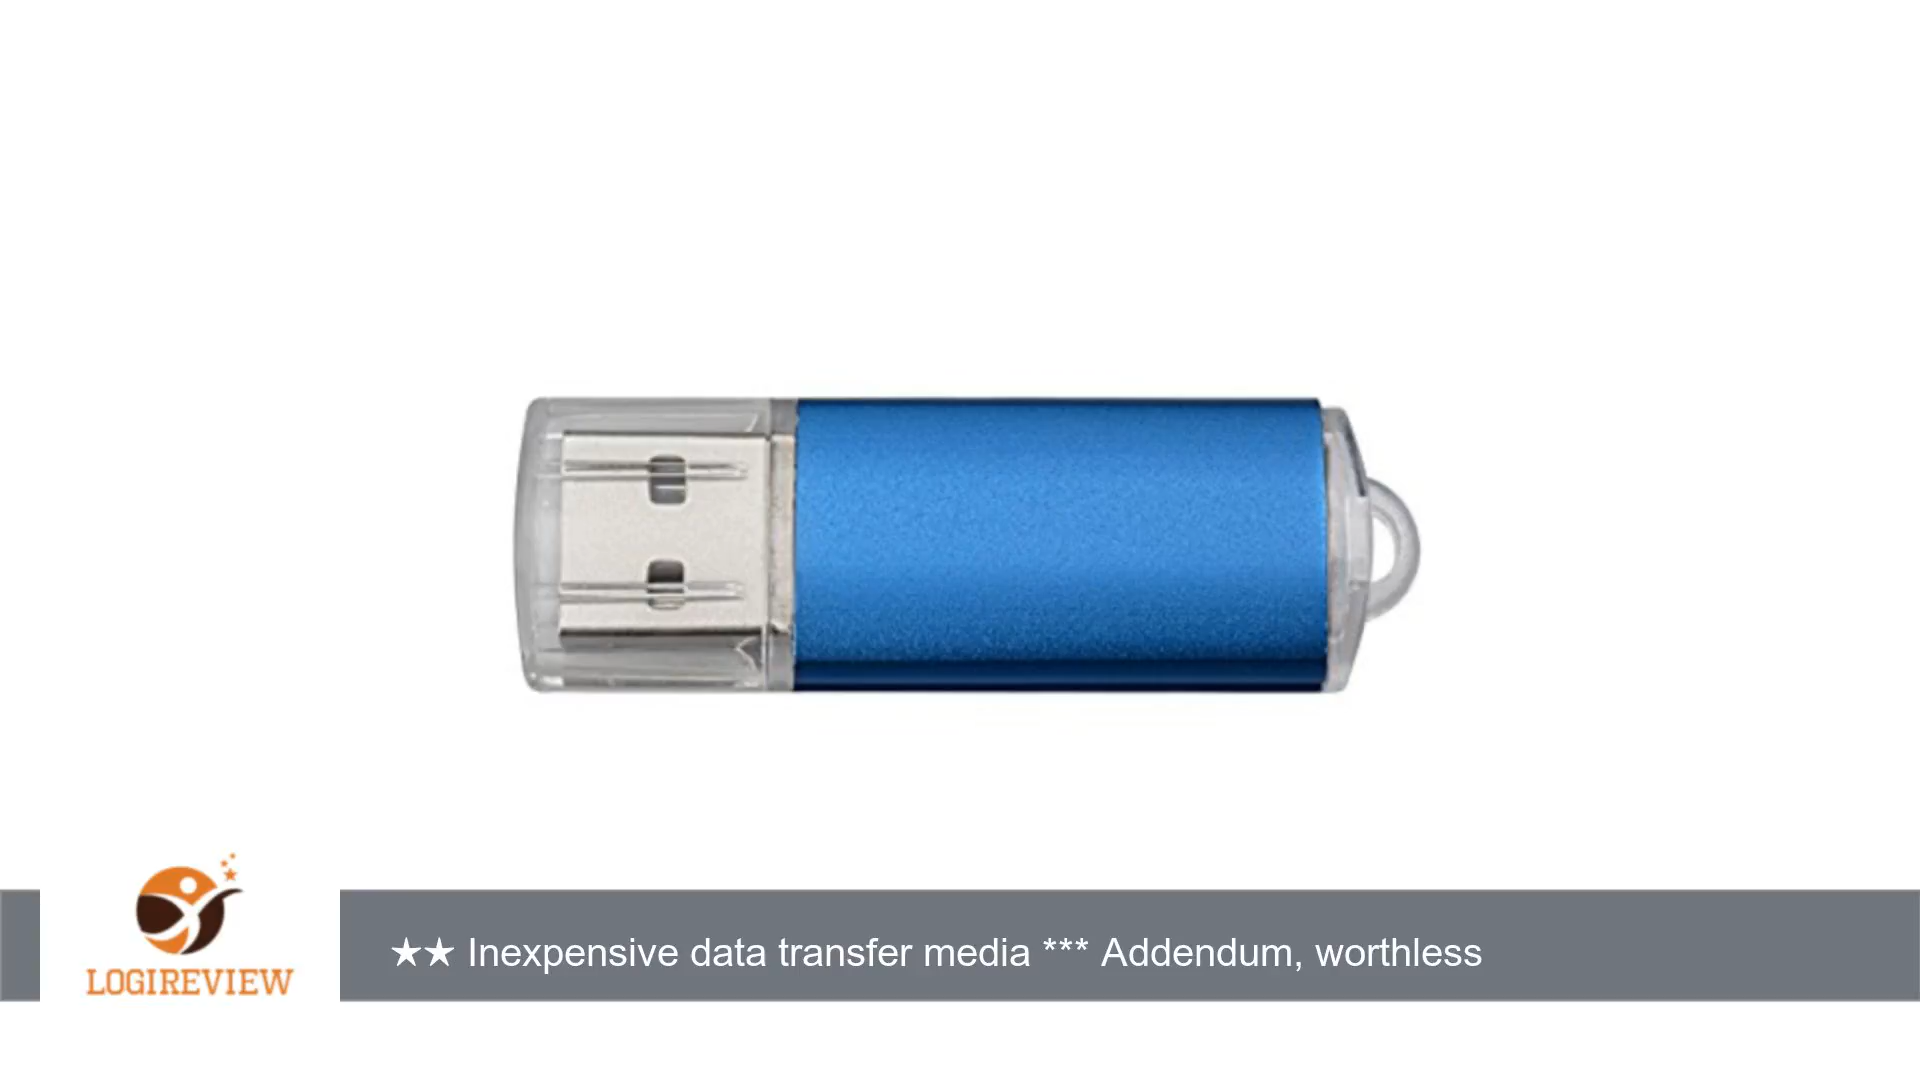 ★★ Inexpensive data transfer media *** Addendum, worthless
LOGIREVIEW